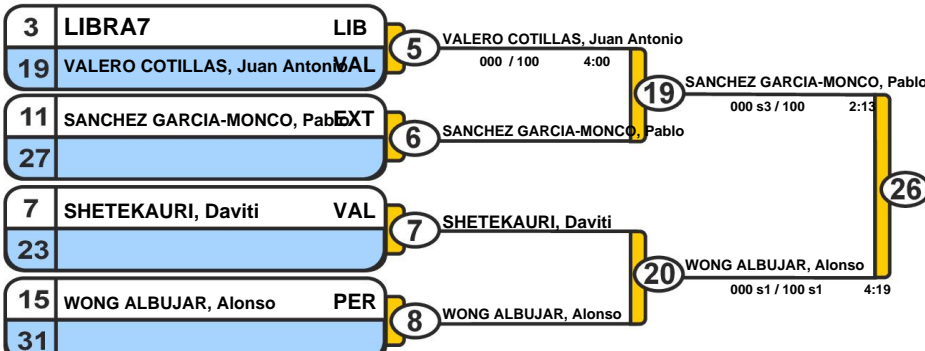 3 LIBRA7 LIB
19 VALERO COTILLAS, Juan Antonio VAL
5
VALERO COTILLAS, Juan Antonio
000 / 100 4:00
11 SANCHEZ GARCIA-MONCO, Pablo EXT
27
6
SANCHEZ GARCIA-MONCO, Pablo
19
SANCHEZ GARCIA-MONCO, Pablo
000 s3 / 100 2:13
7 SHETEKAURI, Daviti VAL
23
7
SHETEKAURI, Daviti
15 WONG ALBUJAR, Alonso PER
31
8
WONG ALBUJAR, Alonso
20
WONG ALBUJAR, Alonso
000 s1 / 100 s1 4:19
26